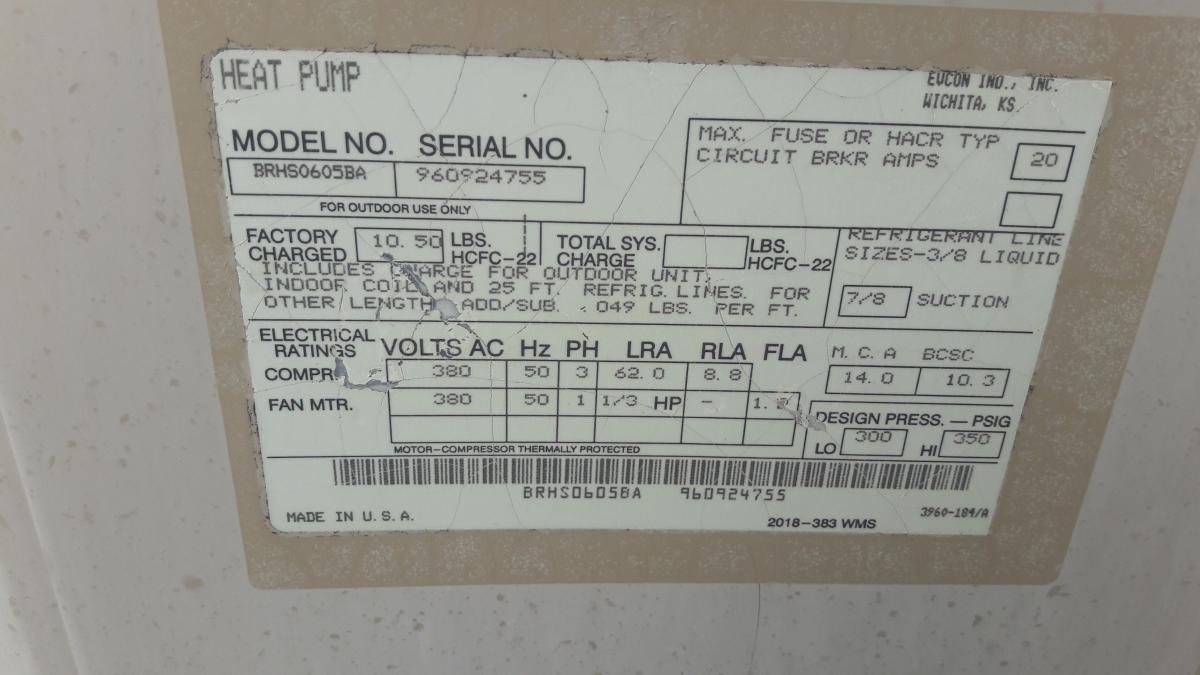 HEAT PUMP
EVCON IND., INC.
WICHITA, KS.
MODEL NO. SERIAL NO.
BRHS0605BA 960924755
FOR OUTDOOR USE ONLY
MAX. FUSE OR HACR TYP
CIRCUIT BRKR AMPS 20
FACTORY CHARGED 10.50 LBS. HCFC-22
TOTAL SYS. CHARGE LBS. HCFC-22
INCLUDES CHARGE FOR OUTDOOR UNIT,
INDOOR COIL AND 25 FT. REFRIG. LINES. FOR
OTHER LENGTH ADD/SUB. .049 LBS. PER FT.
REFRIGERANT LINE
SIZES-3/8 LIQUID
7/8 SUCTION
ELECTRICAL RATINGS VOLTS AC Hz PH LRA RLA FLA
COMPR. 380 50 3 62.0 8.8
FAN MTR. 380 50 1 1/3 HP - 1.
MOTOR-COMPRESSOR THERMALLY PROTECTED
M.C.A BCSC
14.0 10.3
DESIGN PRESS. — PSIG
LO 300 HI 350
BRHS0605BA 960924755
MADE IN U.S.A.
2018-383 WMS
3960-184/A